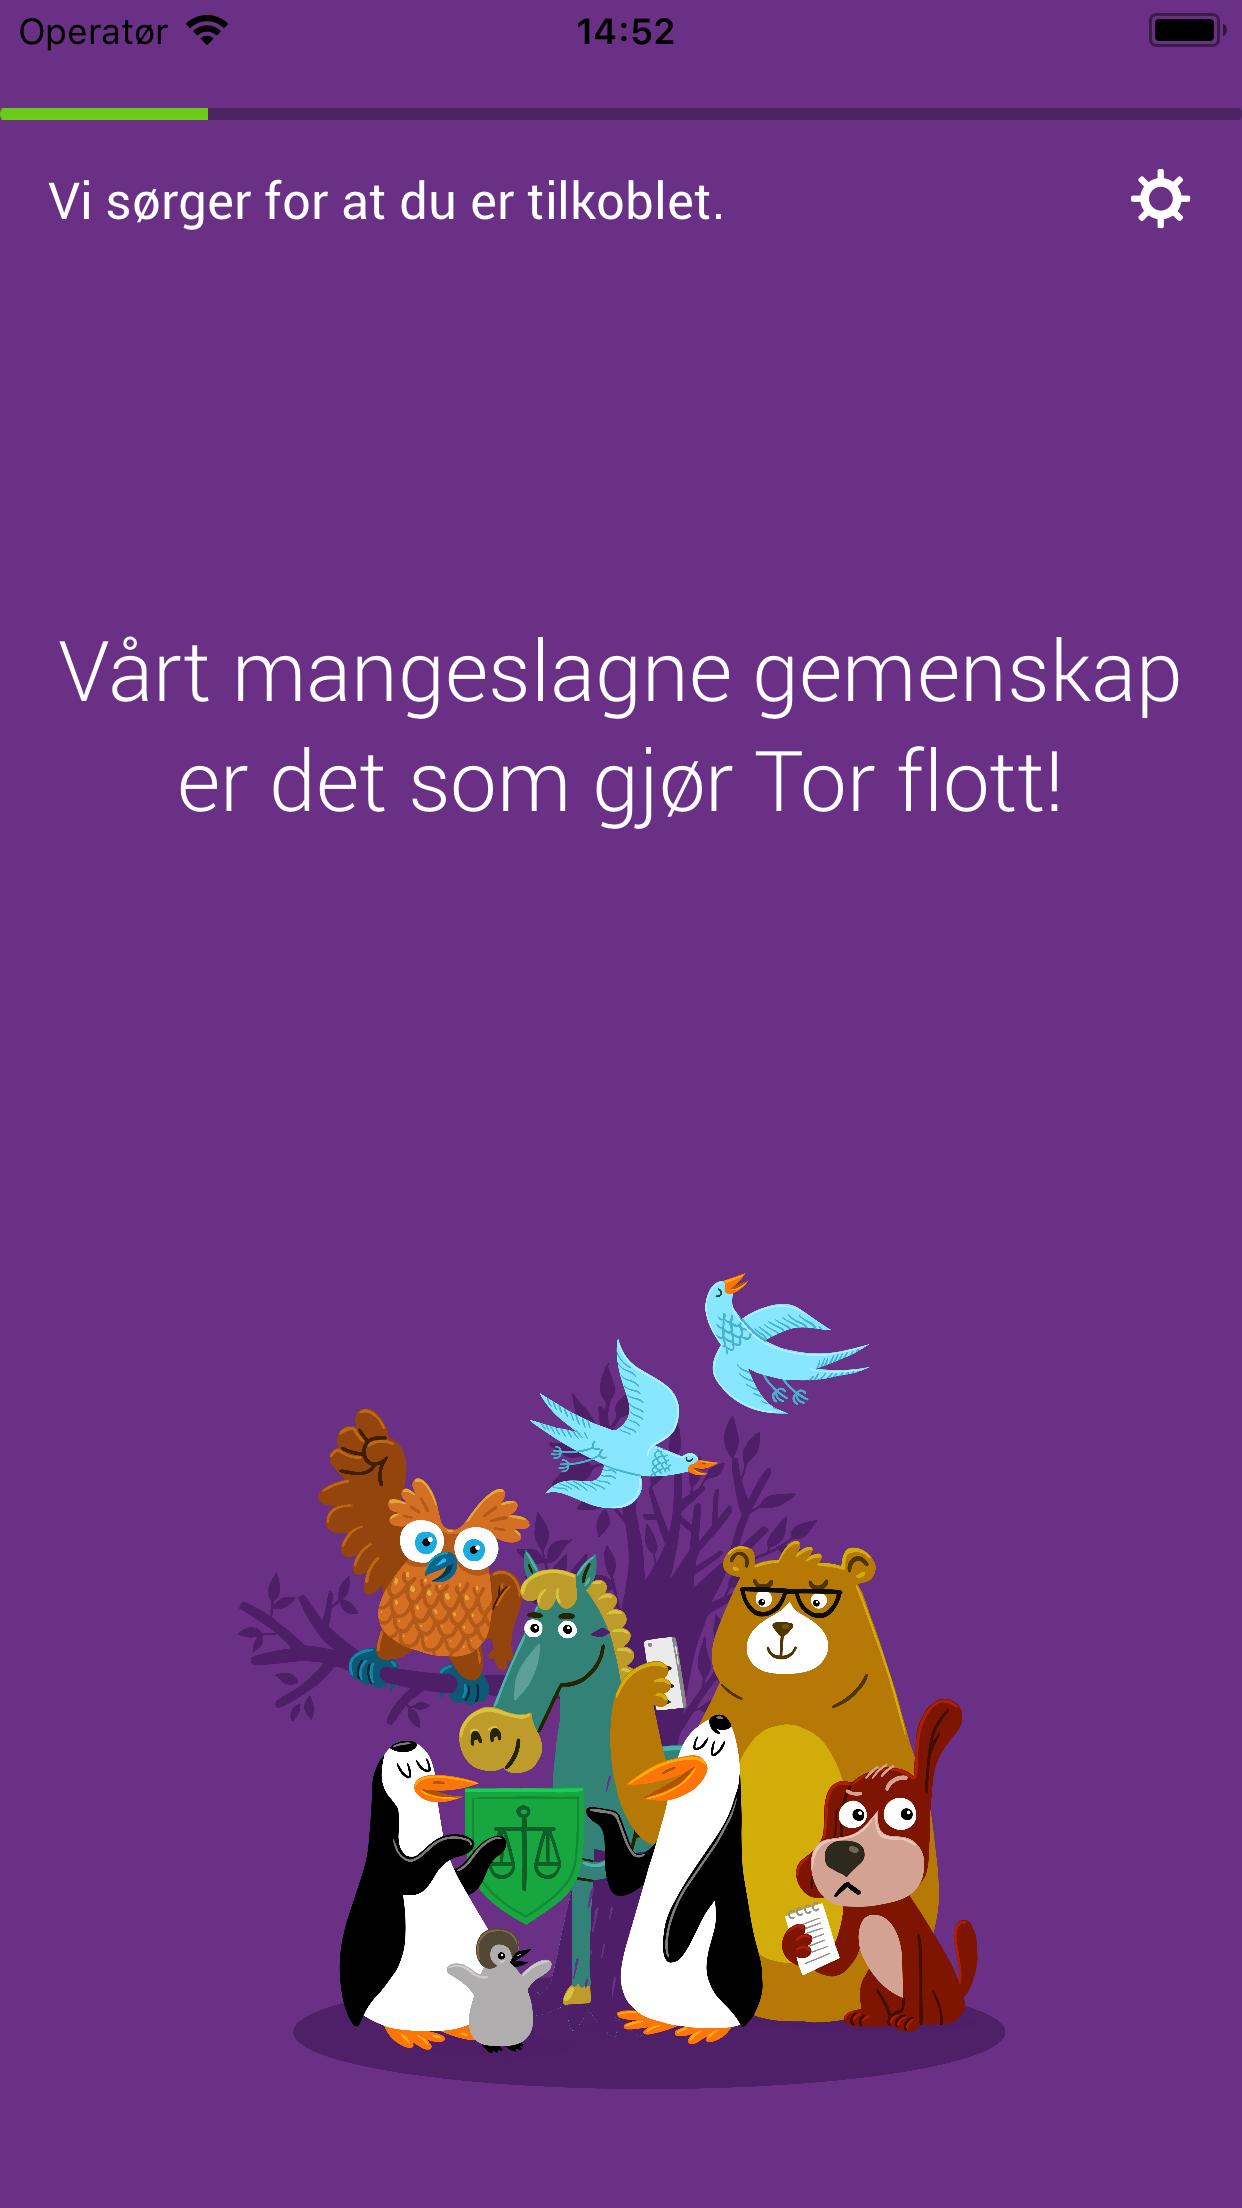 Operatør
14:52
Vi sørger for at du er tilkoblet.
Vårt mangeslagne gemenskap
er det som gjør Tor flott!